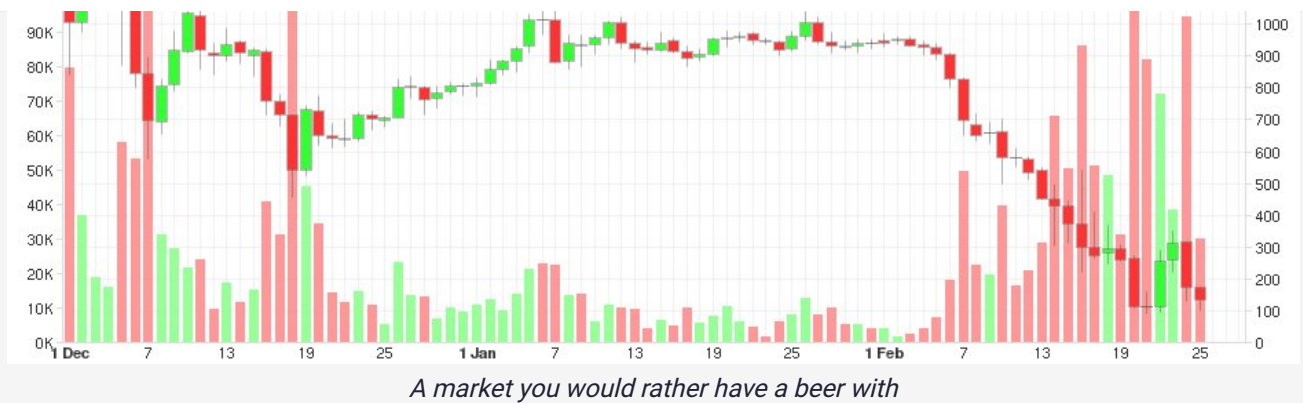 90K
80K
70K
60K
50K
40K
30K
20K
10K
0K
1000
900
800
700
600
500
400
300
200
100
0
1 Dec 7 13 19 25 1 Jan 7 13 19 25 1 Feb 7 13 19 25
A market you would rather have a beer with